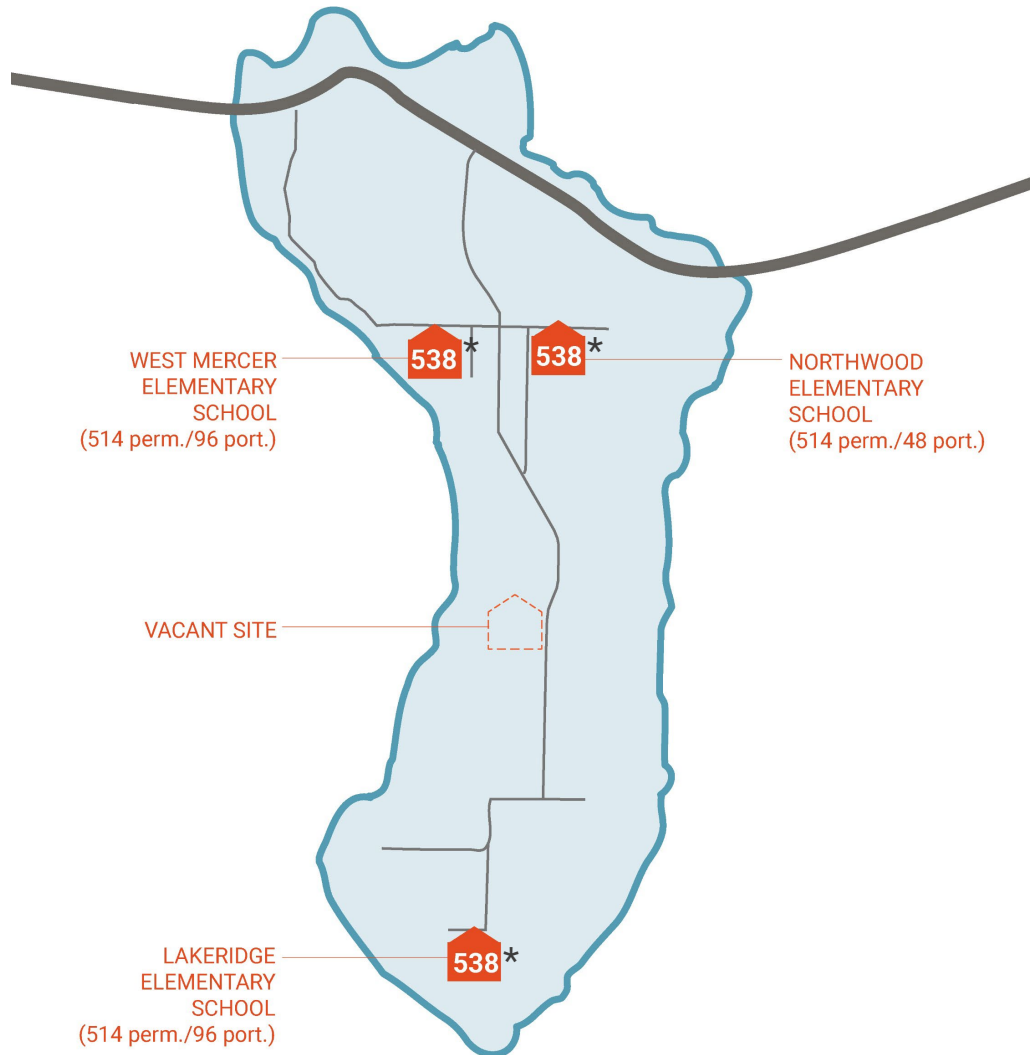 538*
538*
WEST MERCER
ELEMENTARY
SCHOOL
(514 perm./96 port.)
NORTHWOOD
ELEMENTARY
SCHOOL
(514 perm./48 port.)
VACANT SITE
538*
LAKERIDGE
ELEMENTARY
SCHOOL
(514 perm./96 port.)